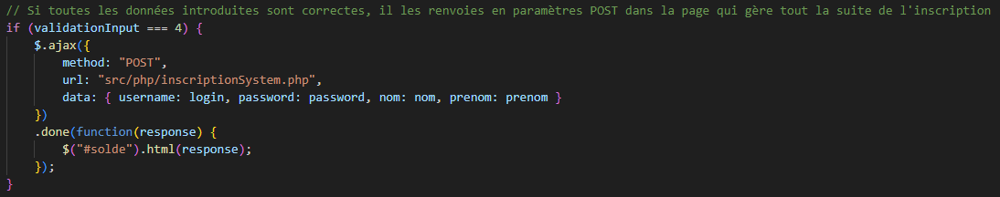 // Si toutes les données introduites sont correctes, il les renvoies en paramètres POST dans la page qui gère tout la suite de l'inscription
if (validationInput === 4) {
    $.ajax({
        method: "POST",
        url: "src/php/inscriptionSystem.php",
        data: { username: login, password: password, nom: nom, prenom: prenom }
    })
    .done(function(response) {
        $("#solde").html(response);
    });
}